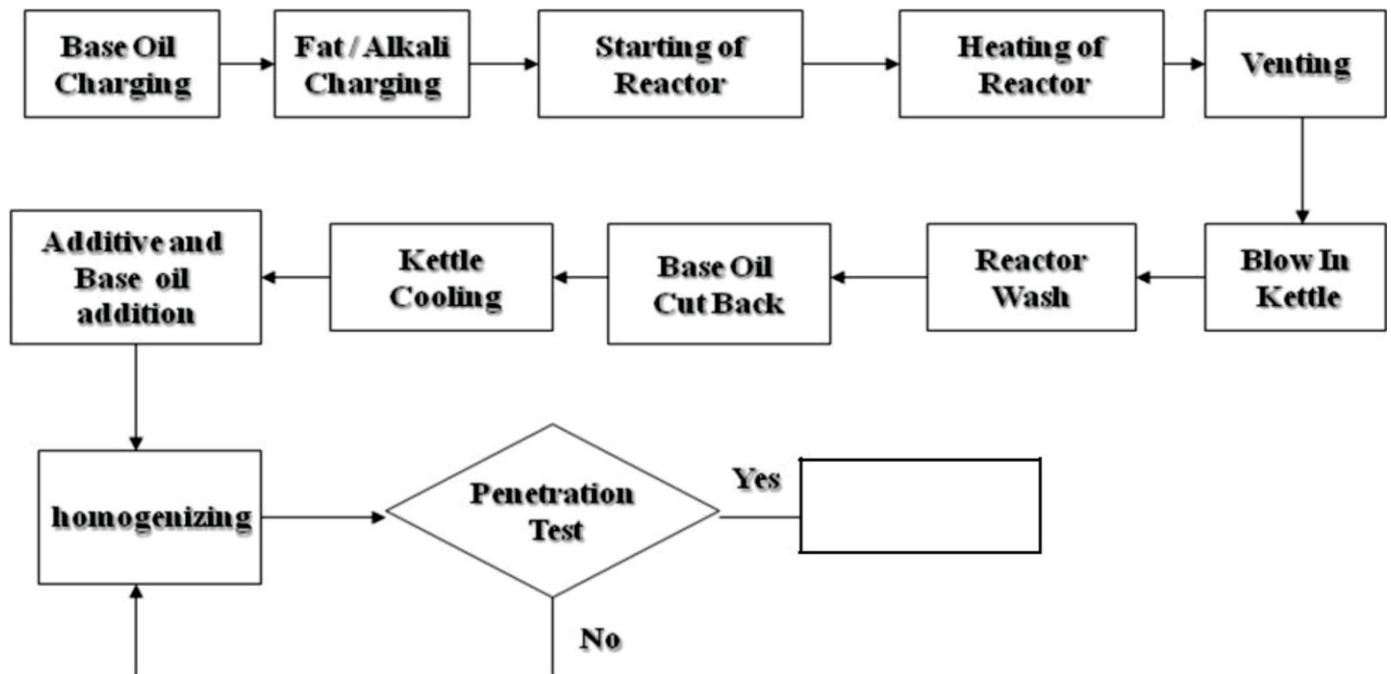 Base Oil
Charging
Fat / Alkali
Charging
Starting of
Reactor
Heating of
Reactor
Venting
Additive and
Base oil
addition
Kettle
Cooling
Base Oil
Cut Back
Reactor
Wash
Blow In
Kettle
homogenizing
Penetration
Test
Yes
No